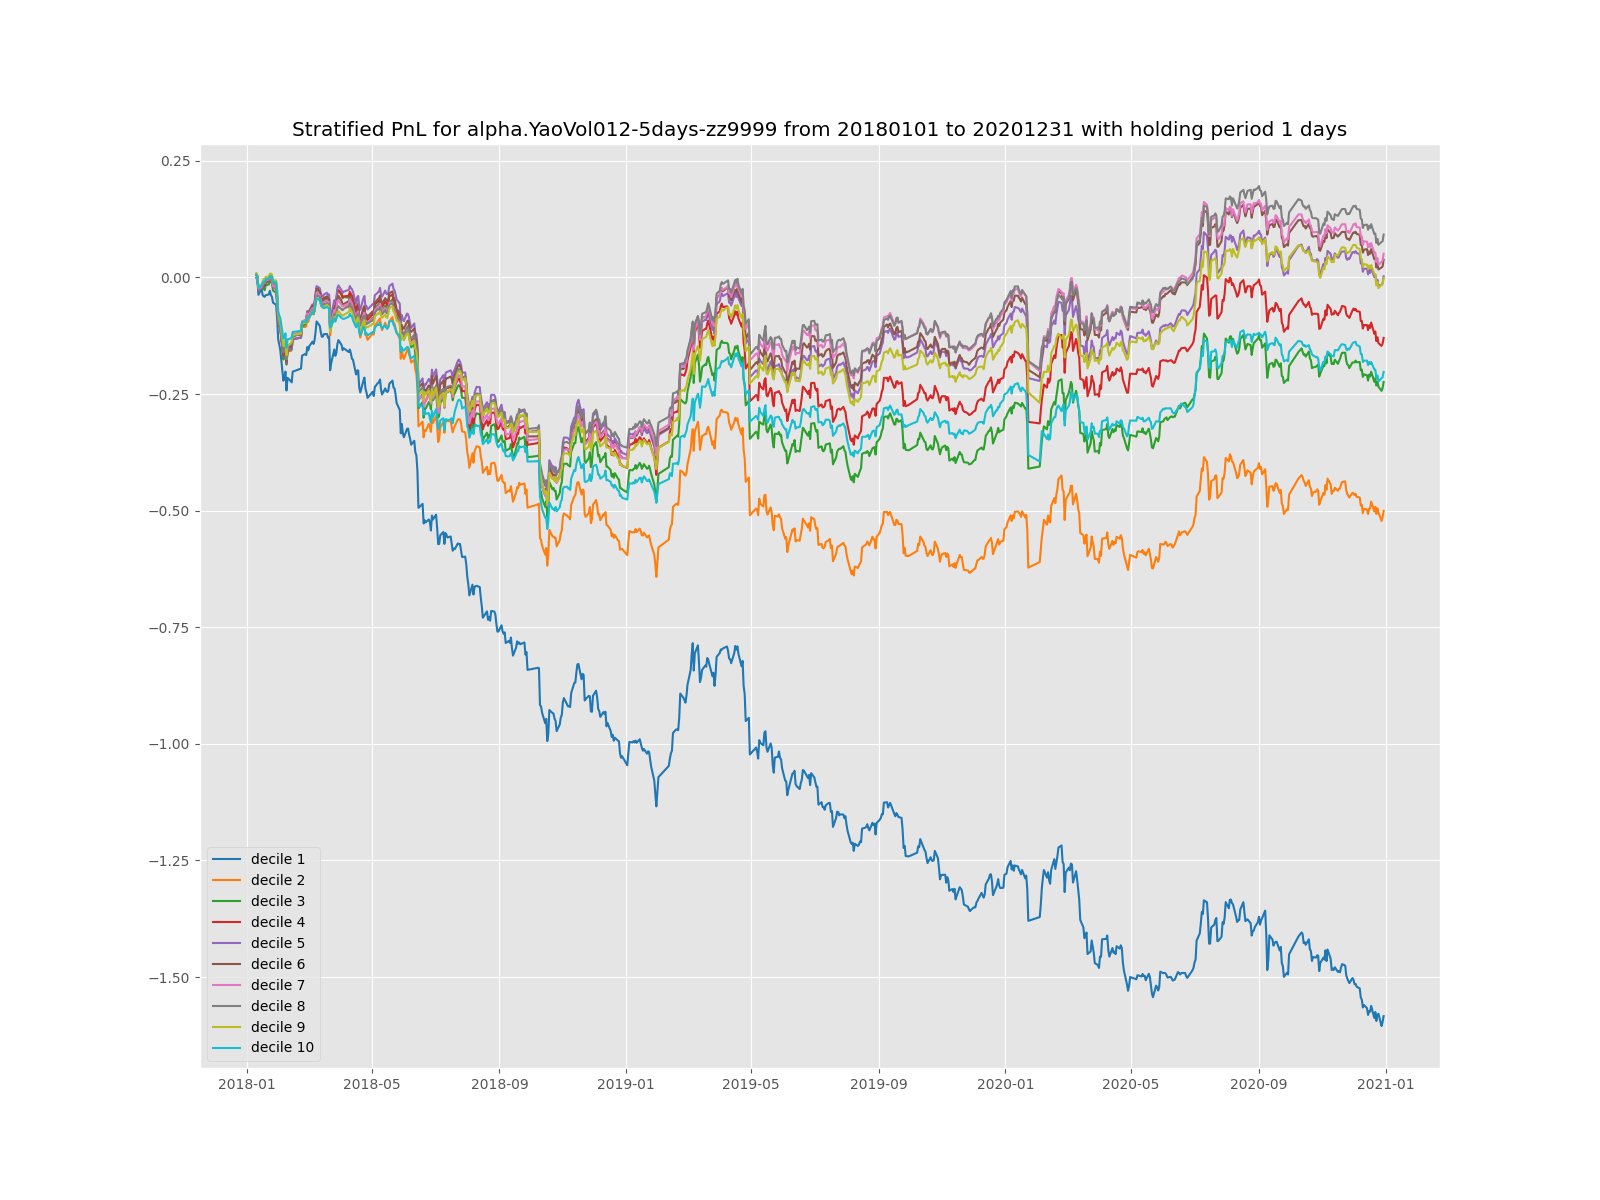 Stratified PnL for alpha.YaoVol012-5days-zz9999 from 20180101 to 20201231 with holding period 1 days
0.25
0.00
−0.25
−0.50
−0.75
−1.00
−1.25
−1.50
decile 1
decile 2
decile 3
decile 4
decile 5
decile 6
decile 7
decile 8
decile 9
decile 10
2018-01 2018-05 2018-09 2019-01 2019-05 2019-09 2020-01 2020-05 2020-09 2021-01